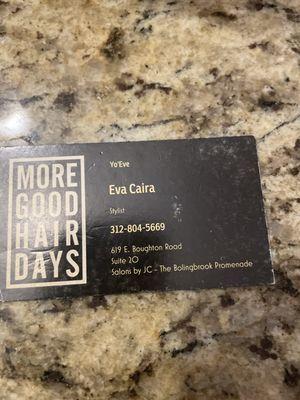 MORE
GOOD
HAIR
DAYS
Yo'Eve
Eva Caira
Stylist
312-804-5669
619 E. Boughton Road
Suite 20
Salons by JC – The Bolingbrook Promenade